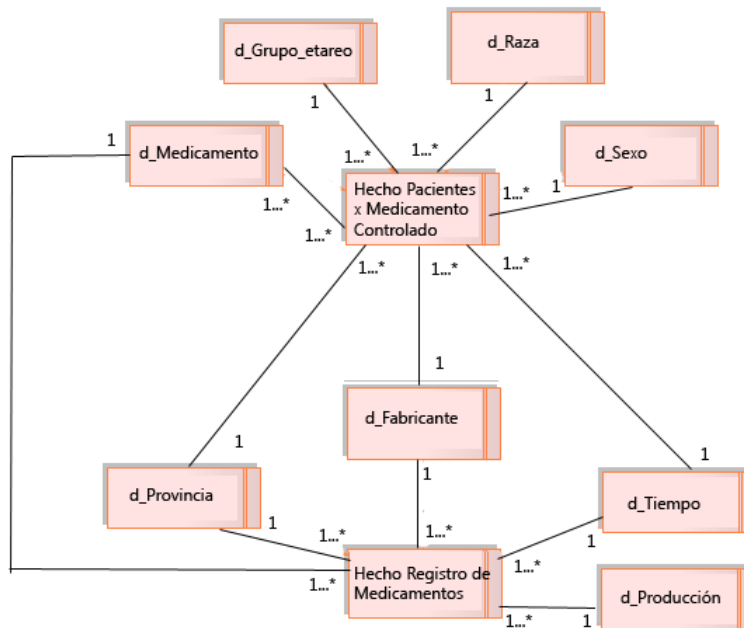 d_Grupo_etareo
d_Raza
1
1
1
d_Medicamento
d_Sexo
1...*
1...*
Hecho Pacientes
x Medicamento
Controlado
1...*
1
1...*
1...*
1...*
1...*
1...*
1
d_Fabricante
1
1
1
d_Provincia
d_Tiempo
1
1...*
1...*
1
Hecho Registro de
Medicamentos
1...*
1...*
d_Producción
1...*
1